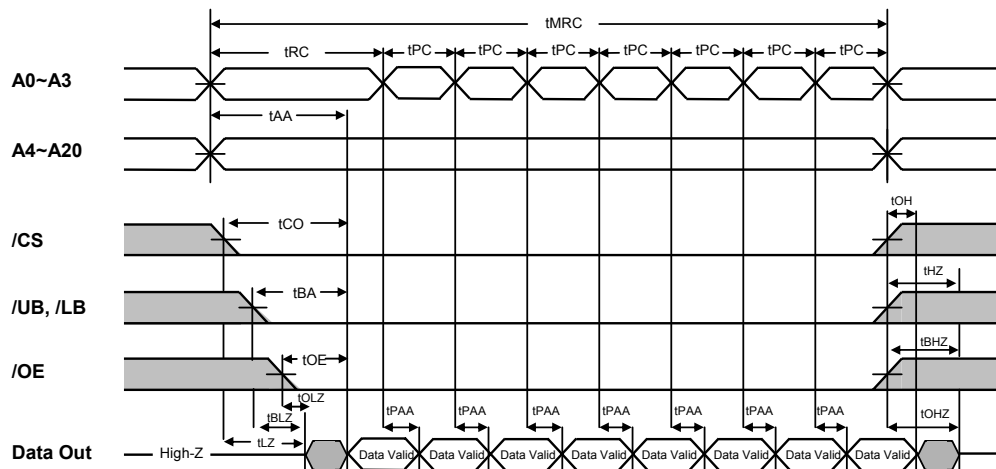 tMRC
tRC tPC tPC tPC tPC tPC tPC tPC
A0~A3
tAA
A4~A20
tCO tOH
/CS
tBA tHZ
/UB, /LB
tOE tBHZ
/OE
tOLZ
tBLZ tPAA tPAA tPAA tPAA tPAA tPAA tPAA tOHZ
tLZ
Data Out High-Z Data Valid Data Valid Data Valid Data Valid Data Valid Data Valid Data Valid Data Valid